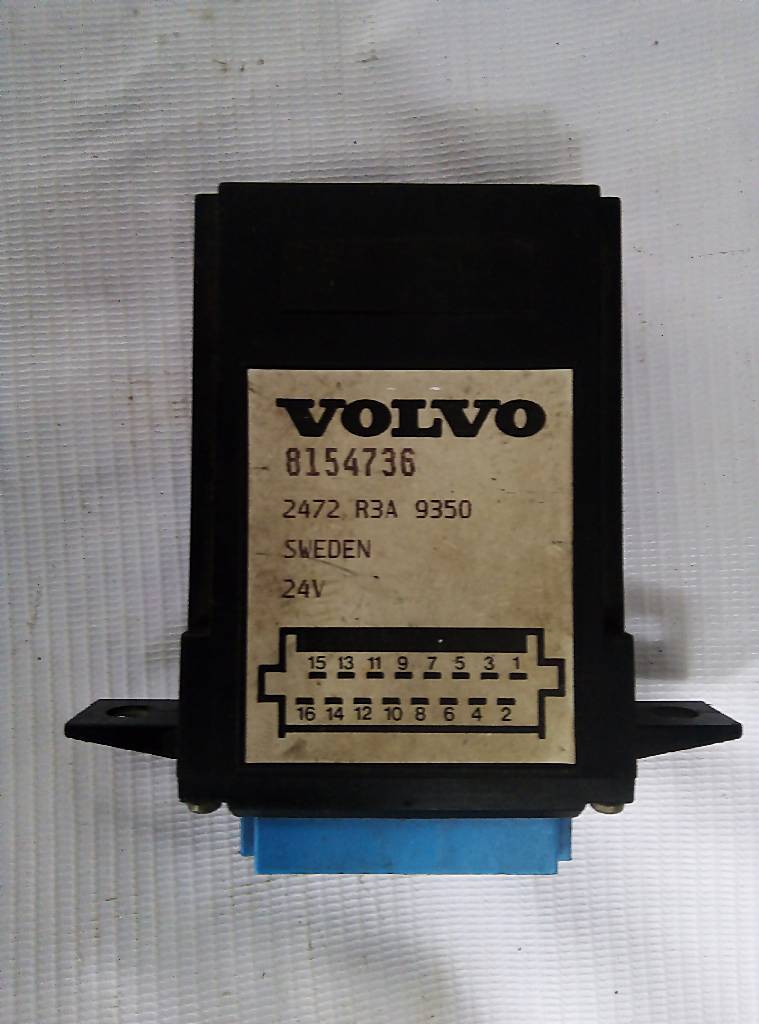 VOLVO
8154736
2472 R3A 9350
SWEDEN
24V
15 13 11 9 7 5 3 1
16 14 12 10 8 6 4 2